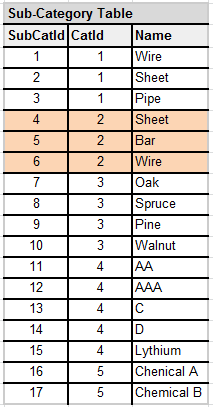 Sub-Category Table
SubCatId CatId Name
1 1 Wire
2 1 Sheet
3 1 Pipe
4 2 Sheet
5 2 Bar
6 2 Wire
7 3 Oak
8 3 Spruce
9 3 Pine
10 3 Walnut
11 4 AA
12 4 AAA
13 4 C
14 4 D
15 4 Lythium
16 5 Chenical A
17 5 Chemical B